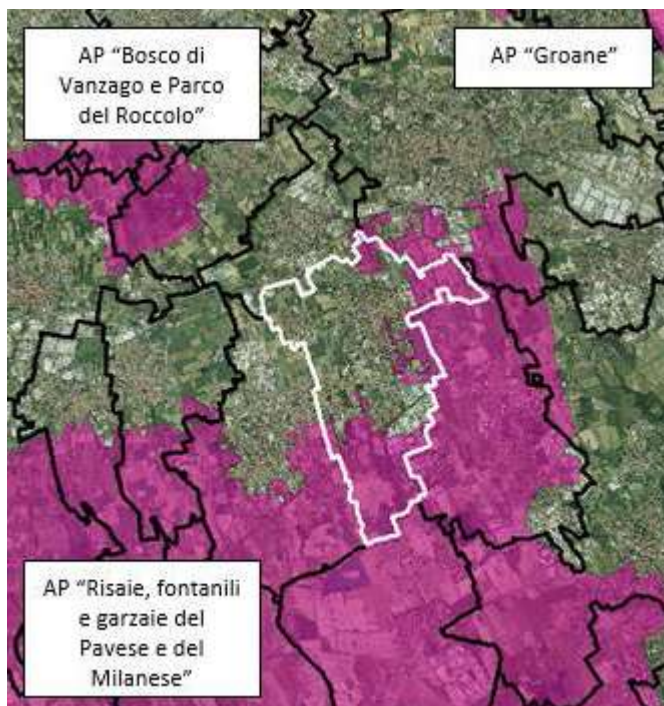 AP “Bosco di
Vanzago e Parco
del Roccolo”
AP “Groane”
AP “Risaie, fontanili
e garzaie del
Pavese e del
Milanese”